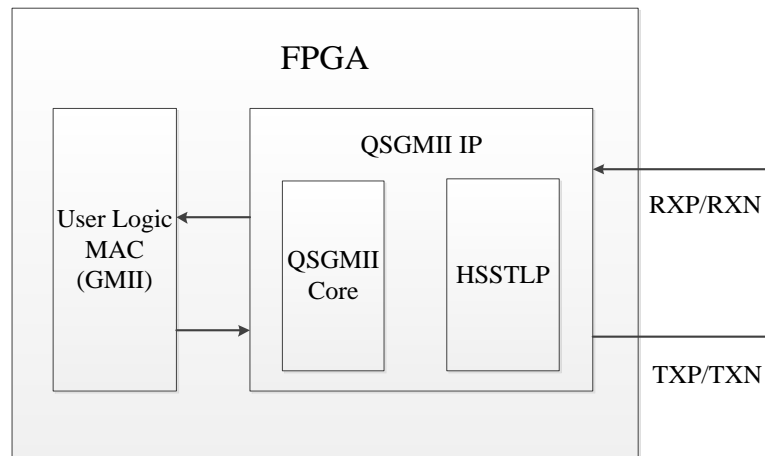 FPGA
QSGMII IP
User Logic
MAC
(GMII)
QSGMII
Core
HSSTLP
RXP/RXN
TXP/TXN